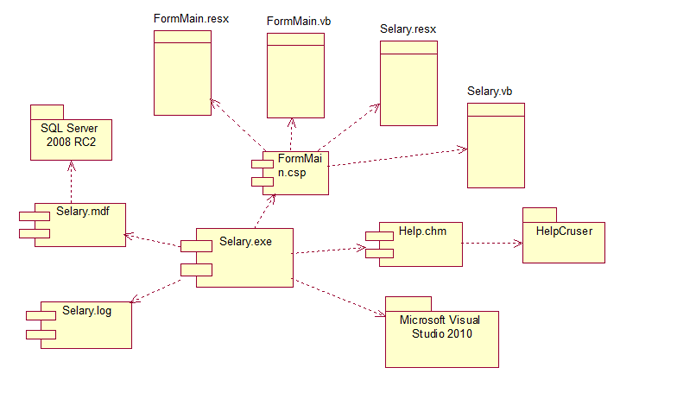 FormMain.resx
FormMain.vb
Selary.resx
Selary.vb
SQL Server
2008 RC2
FormMai
n.csp
Selary.mdf
Selary.exe
Help.chm
HelpCruser
Selary.log
Microsoft Visual
Studio 2010